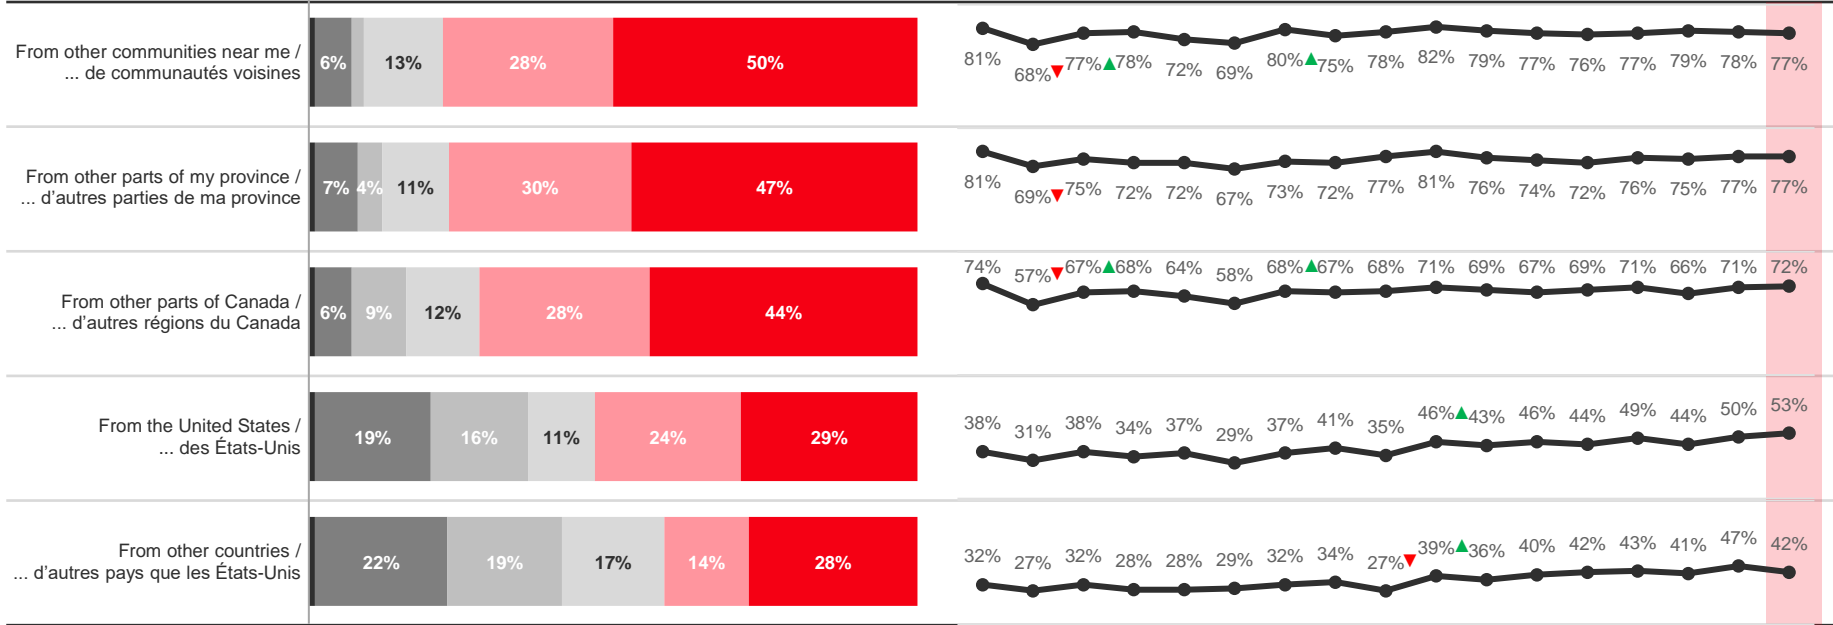 From other communities near me /
... de communautés voisines
6% 13% 28% 50%
81% 68% 77% 78% 72% 69% 80% 75% 78% 82% 79% 77% 76% 77% 79% 78% 77%
From other parts of my province /
... d'autres parties de ma province
7% 4% 11% 30% 47%
81% 69% 75% 72% 72% 67% 73% 72% 77% 81% 76% 74% 72% 76% 75% 77% 77%
From other parts of Canada /
... d'autres régions du Canada
6% 9% 12% 28% 44%
74% 57% 67% 68% 64% 58% 68% 67% 68% 71% 69% 67% 69% 71% 66% 71% 72%
From the United States /
... des États-Unis
19% 16% 11% 24% 29%
38% 31% 38% 34% 37% 29% 37% 41% 35% 46% 43% 46% 44% 49% 44% 50% 53%
From other countries /
... d'autres pays que les États-Unis
22% 19% 17% 14% 28%
32% 27% 32% 28% 28% 29% 32% 34% 27% 39% 36% 40% 42% 43% 41% 47% 42%